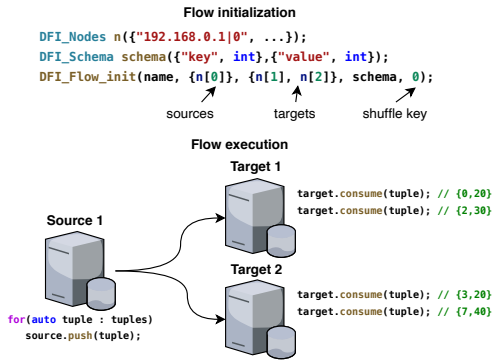 Flow initialization
DFI_Nodes n({"192.168.0.1|0", ...});
DFI_Schema schema({"key", int},{"value", int});
DFI_Flow_init(name, {n[0]}, {n[1], n[2]}, schema, 0);
sources targets shuffle key
Flow execution
Target 1
target.consume(tuple); // {0,20}
target.consume(tuple); // {2,30}
Source 1
for(auto tuple : tuples)
source.push(tuple);
Target 2
target.consume(tuple); // {3,20}
target.consume(tuple); // {7,40}